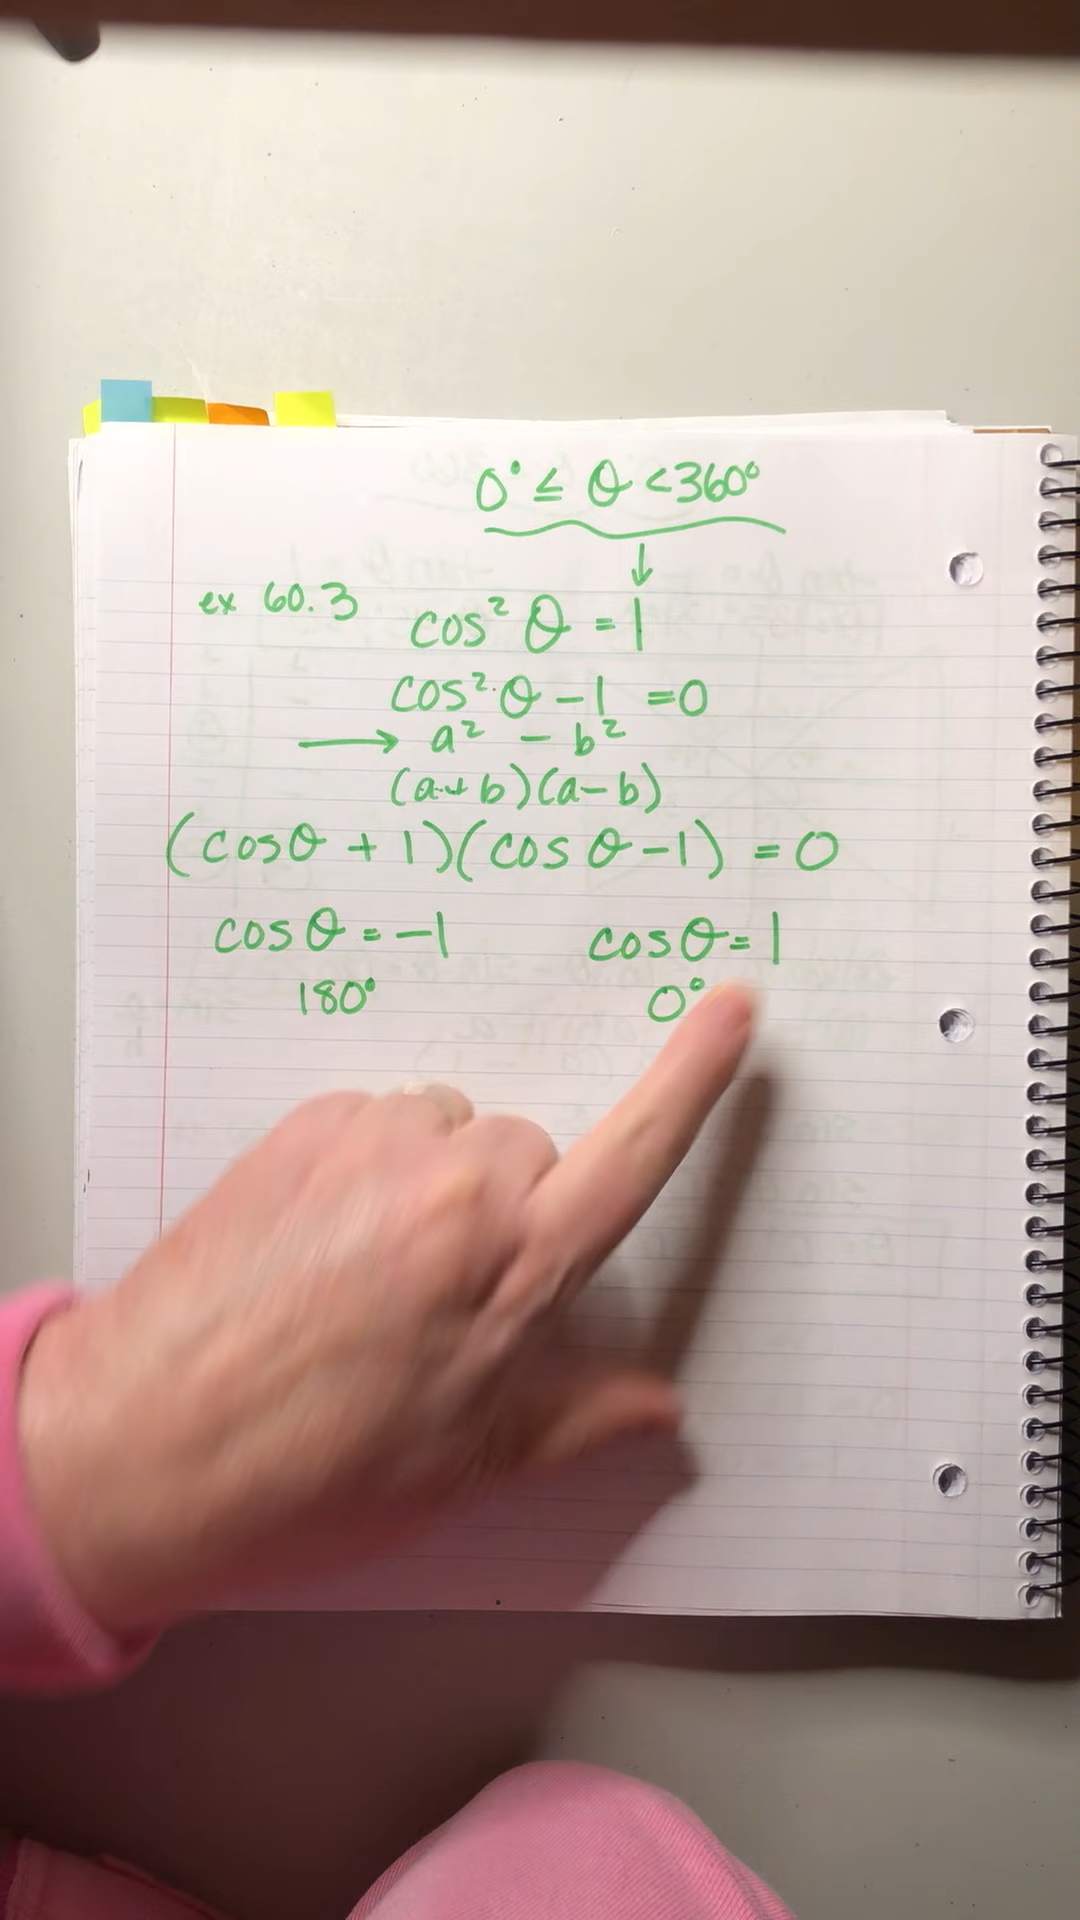 0° ≤ θ < 360°
↓
ex 60.3
cos² θ = 1
cos² θ - 1 = 0
→ a² - b²
(a+b)(a-b)
(cosθ + 1)(cos θ - 1) = 0
cos θ = -1 cos θ = 1
180° 0°